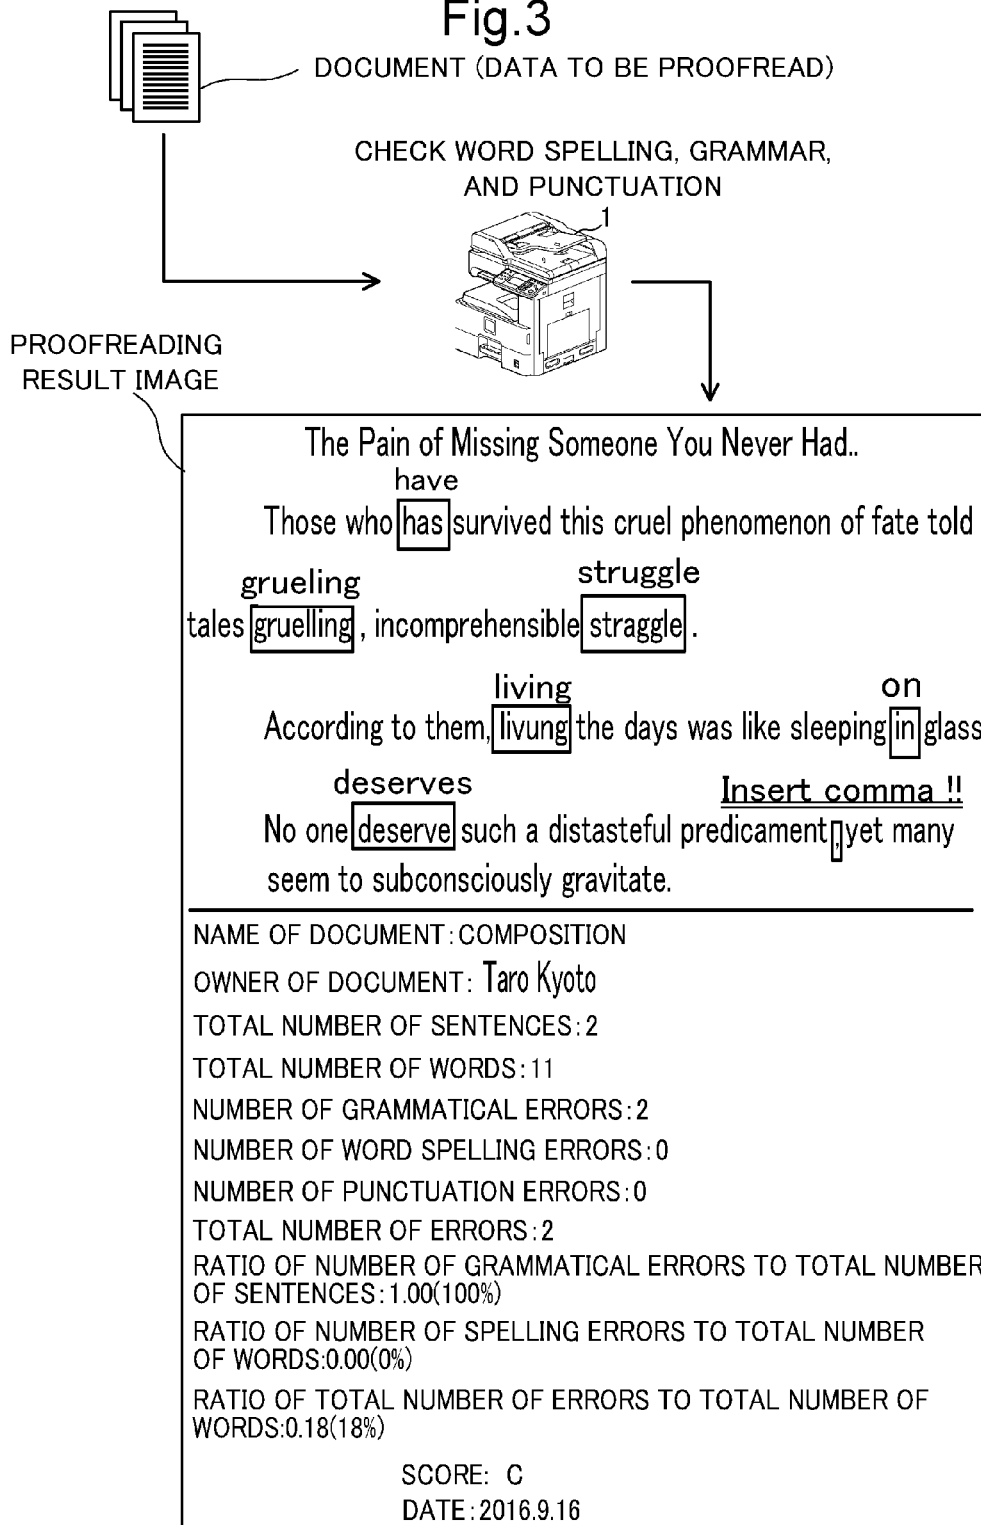 Fig.3
DOCUMENT (DATA TO BE PROOFREAD)
CHECK WORD SPELLING, GRAMMAR,
AND PUNCTUATION
1
PROOFREADING
RESULT IMAGE
The Pain of Missing Someone You Never Had..
have
Those who has survived this cruel phenomenon of fate told
grueling struggle
tales gruelling , incomprehensible straggle .
living on
According to them, livung the days was like sleeping in glass
deserves Insert comma !!
No one deserve such a distasteful predicament , yet many
seem to subconsciously gravitate.
NAME OF DOCUMENT:COMPOSITION
OWNER OF DOCUMENT: Taro Kyoto
TOTAL NUMBER OF SENTENCES:2
TOTAL NUMBER OF WORDS:11
NUMBER OF GRAMMATICAL ERRORS:2
NUMBER OF WORD SPELLING ERRORS:0
NUMBER OF PUNCTUATION ERRORS:0
TOTAL NUMBER OF ERRORS:2
RATIO OF NUMBER OF GRAMMATICAL ERRORS TO TOTAL NUMBER
OF SENTENCES:1.00(100%)
RATIO OF NUMBER OF SPELLING ERRORS TO TOTAL NUMBER
OF WORDS:0.00(0%)
RATIO OF TOTAL NUMBER OF ERRORS TO TOTAL NUMBER OF
WORDS:0.18(18%)
SCORE: C
DATE:2016.9.16